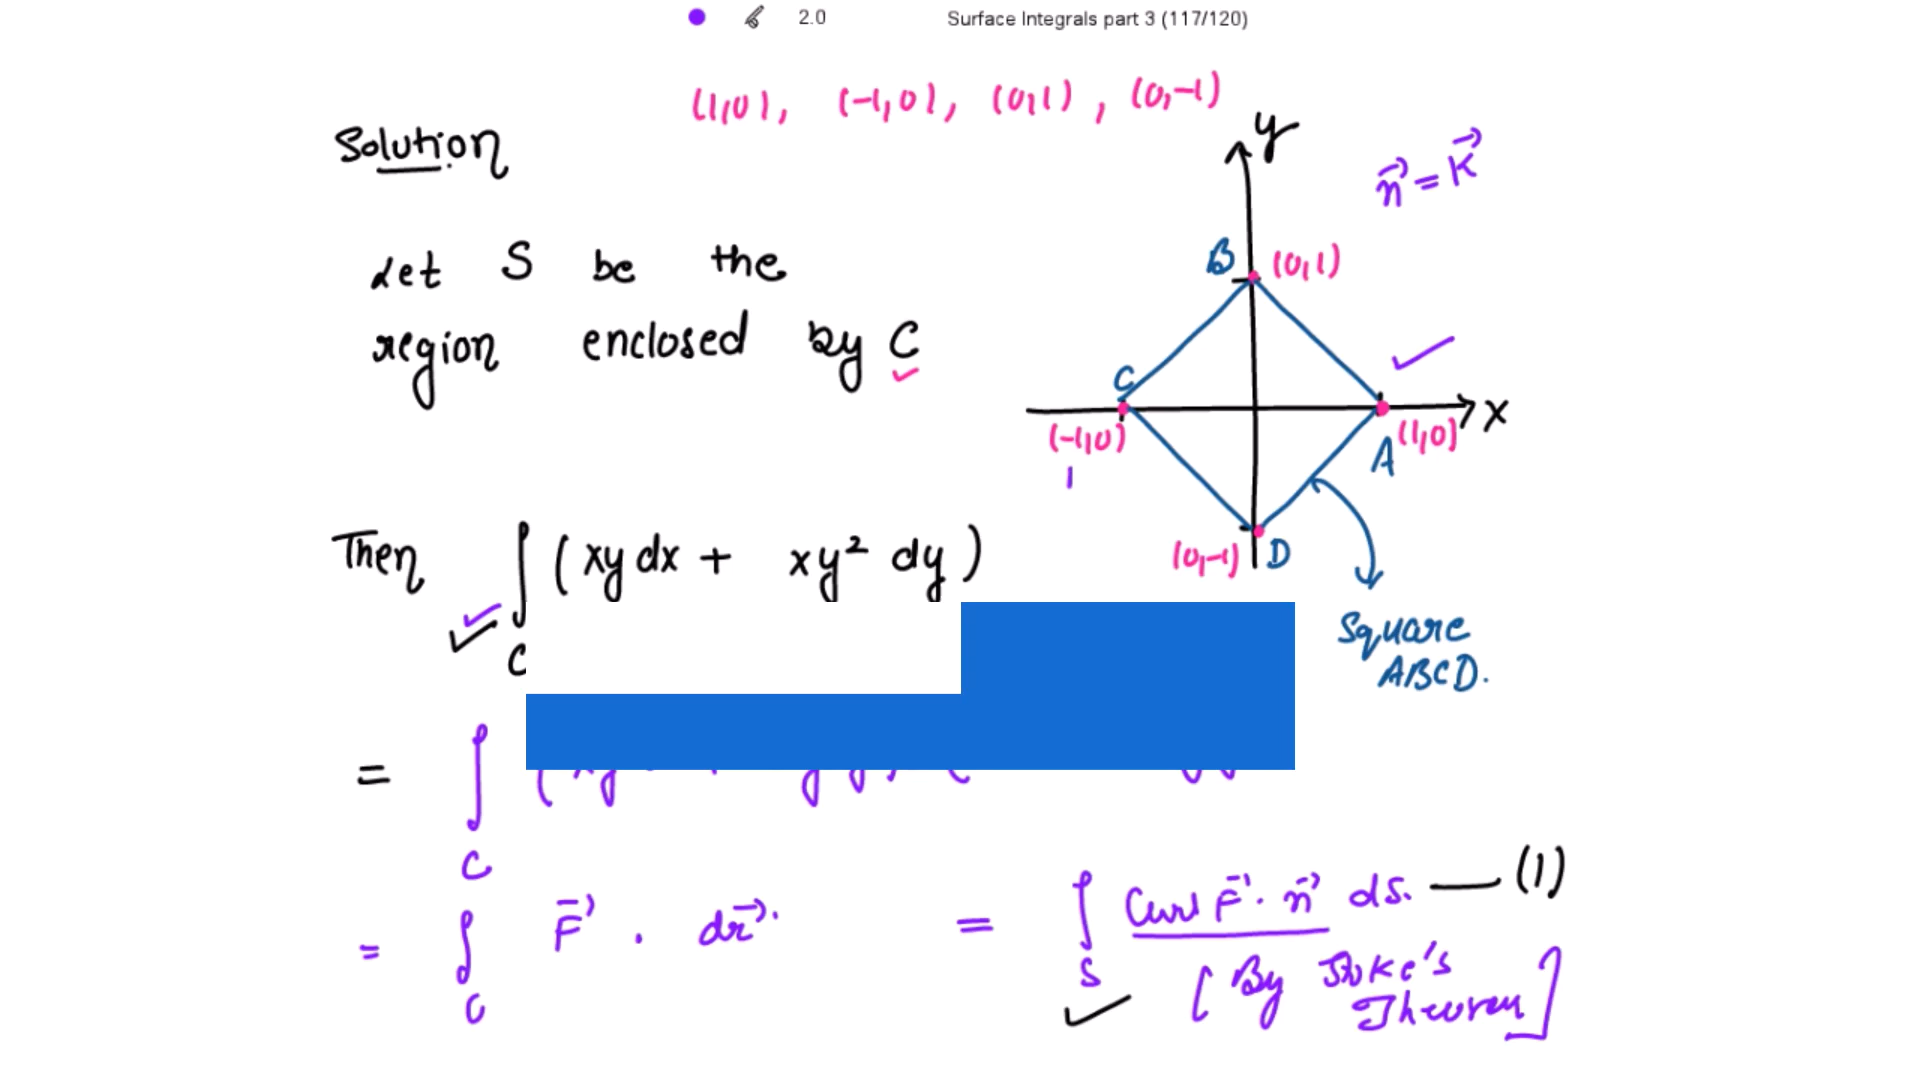 2.0 Surface Integrals part 3 (117/120)
(1,0), (-1,0), (0,1), (0,-1)
Solution
y
n⃗ = K⃗
Let S be the
B (0,1)
region enclosed by C
C
x
(-1,0)
(1,0)
A
Then ∫ (xy dx + xy² dy)
C
(0,-1) D
Square
ABCD.
= ∫
C
= ∫ F⃗ . dr⃗. = ∫ Curl F⃗ . n⃗ ds. — (1)
C S
[By Stoke's
Theorem]